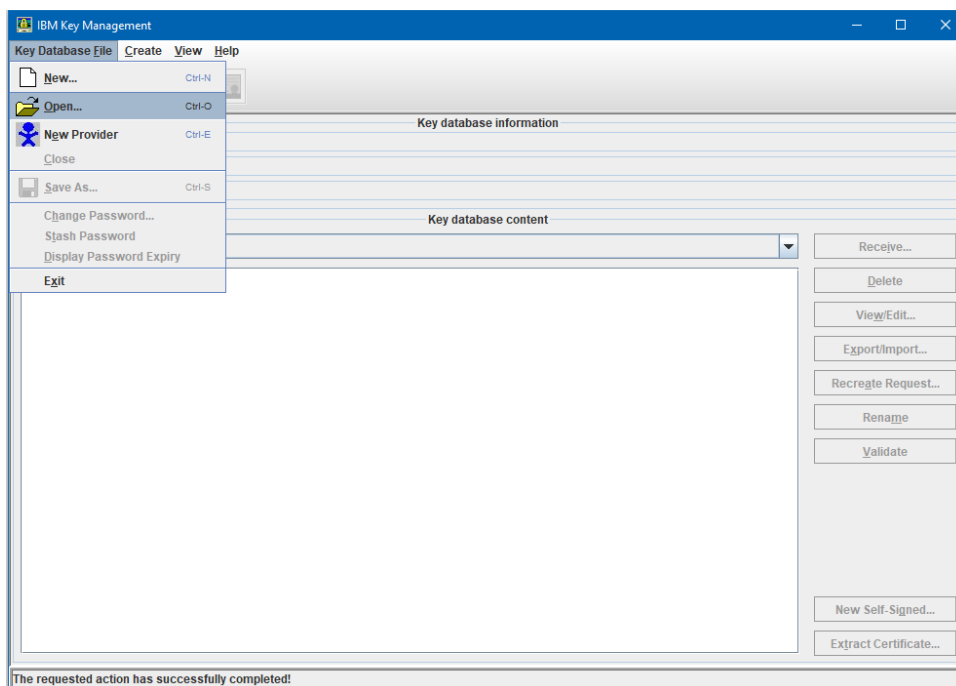 IBM Key Management
Key Database File Create View Help
New... Ctrl-N
Open... Ctrl-O
New Provider Ctrl-E
Close
Save As... Ctrl-S
Change Password...
Stash Password
Display Password Expiry
Exit
Key database information
Key database content
Receive...
Delete
View/Edit...
Export/Import...
Recreate Request...
Rename
Validate
New Self-Signed...
Extract Certificate...
The requested action has successfully completed!